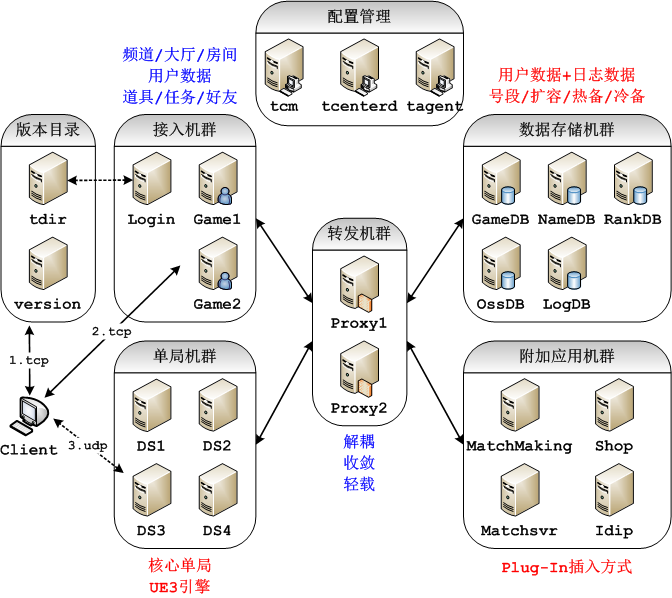 配置管理
tcm
tcenterd
tagent
频道/大厅/房间
用户数据
道具/任务/好友
用户数据+日志数据
号段/扩容/热备/冷备
版本目录
tdir
version
接入机群
Login
Game1
Game2
转发机群
Proxy1
Proxy2
解耦
收敛
轻载
数据存储机群
GameDB
NameDB
RankDB
OssDB
LogDB
1.tcp
2.tcp
3.udp
Client
单局机群
DS1
DS2
DS3
DS4
核心单局
UE3引擎
附加应用机群
MatchMaking
Shop
Matchsvr
Idip
Plug-In插入方式